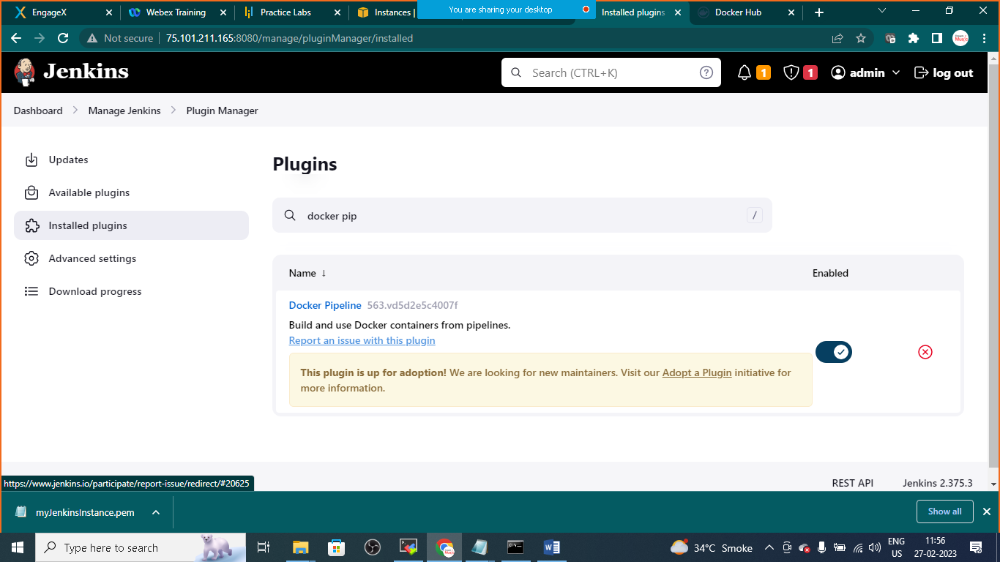 EngageX
Webex Training
Practice Labs
Instances |
You are sharing your desktop
Installed plugins
Docker Hub
Not secure
75.101.211.165:8080/manage/pluginManager/installed
Jenkins
Search (CTRL+K)
1
1
admin
log out
Dashboard
Manage Jenkins
Plugin Manager
Updates
Available plugins
Installed plugins
Advanced settings
Download progress
Plugins
docker pip
/
Name ↓
Enabled
Docker Pipeline 563.vd5d2e5c4007f
Build and use Docker containers from pipelines.
Report an issue with this plugin
This plugin is up for adoption! We are looking for new maintainers. Visit our Adopt a Plugin initiative for
more information.
https://www.jenkins.io/participate/report-issue/redirect/#20625
REST API
Jenkins 2.375.3
myJenkinsInstance.pem
Show all
Type here to search
34°C Smoke
ENG
US
11:56
27-02-2023